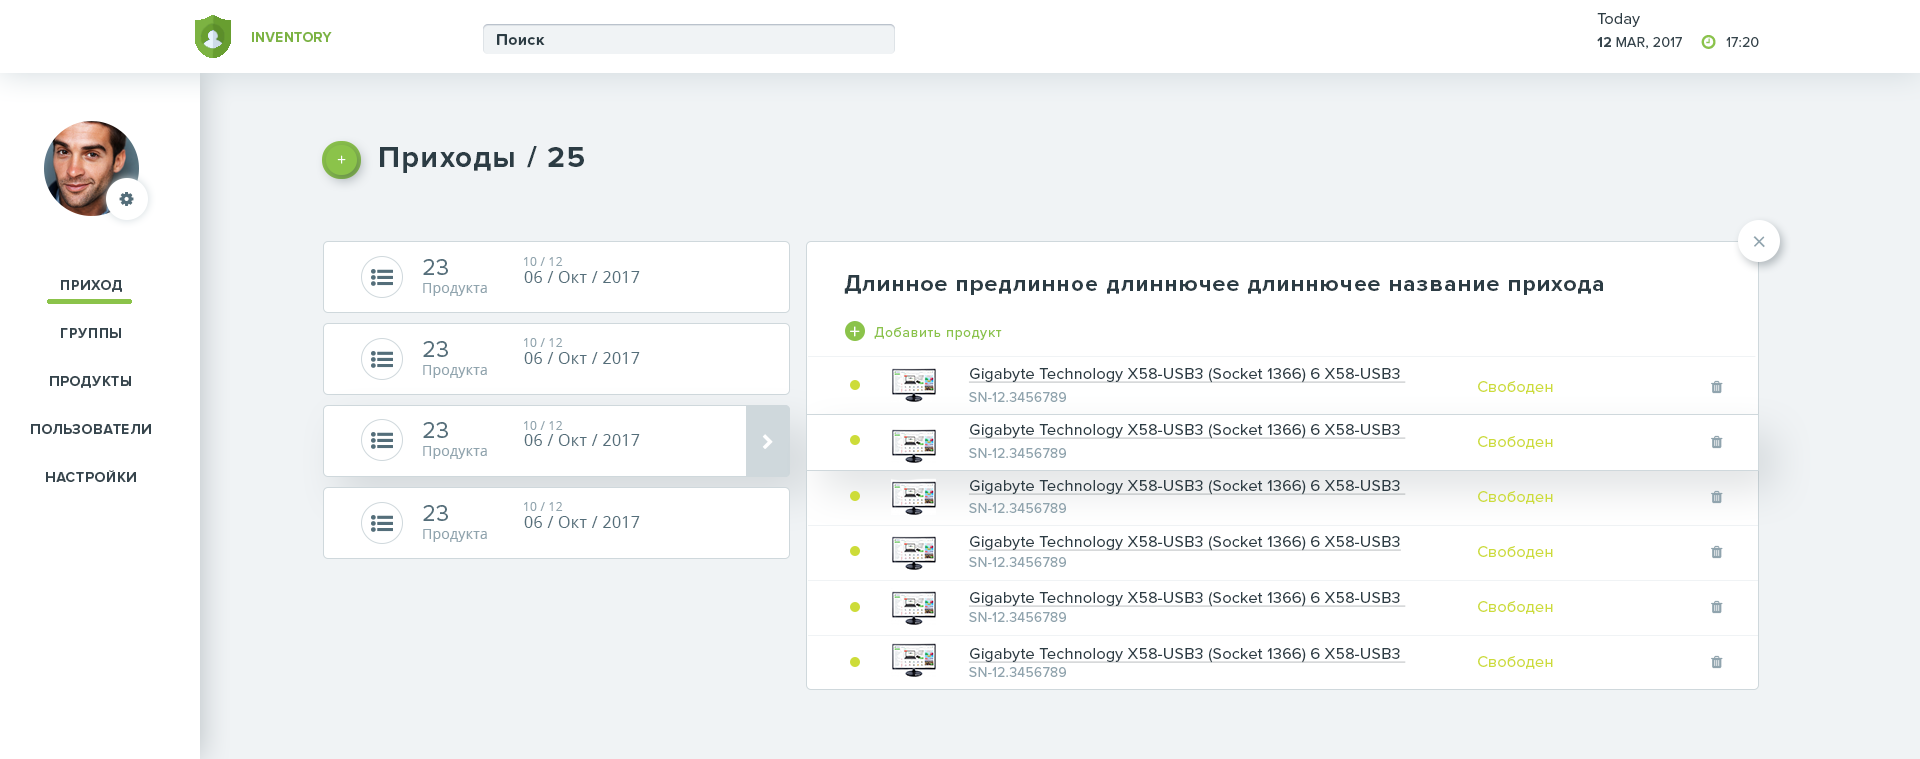 INVENTORY
Поиск
Today
12 MAR, 2017 17:20
ПРИХОД
ГРУППЫ
ПРОДУКТЫ
ПОЛЬЗОВАТЕЛИ
НАСТРОЙКИ
+ Приходы / 25
23
Продукта
10 / 12
06 / Окт / 2017
23
Продукта
10 / 12
06 / Окт / 2017
23
Продукта
10 / 12
06 / Окт / 2017
23
Продукта
10 / 12
06 / Окт / 2017
Длинное предлинное длиннючее длиннючее название прихода
+ Добавить продукт
Gigabyte Technology X58-USB3 (Socket 1366) 6 X58-USB3
SN-12.3456789
Свободен
Gigabyte Technology X58-USB3 (Socket 1366) 6 X58-USB3
SN-12.3456789
Свободен
Gigabyte Technology X58-USB3 (Socket 1366) 6 X58-USB3
SN-12.3456789
Свободен
Gigabyte Technology X58-USB3 (Socket 1366) 6 X58-USB3
SN-12.3456789
Свободен
Gigabyte Technology X58-USB3 (Socket 1366) 6 X58-USB3
SN-12.3456789
Свободен
Gigabyte Technology X58-USB3 (Socket 1366) 6 X58-USB3
SN-12.3456789
Свободен